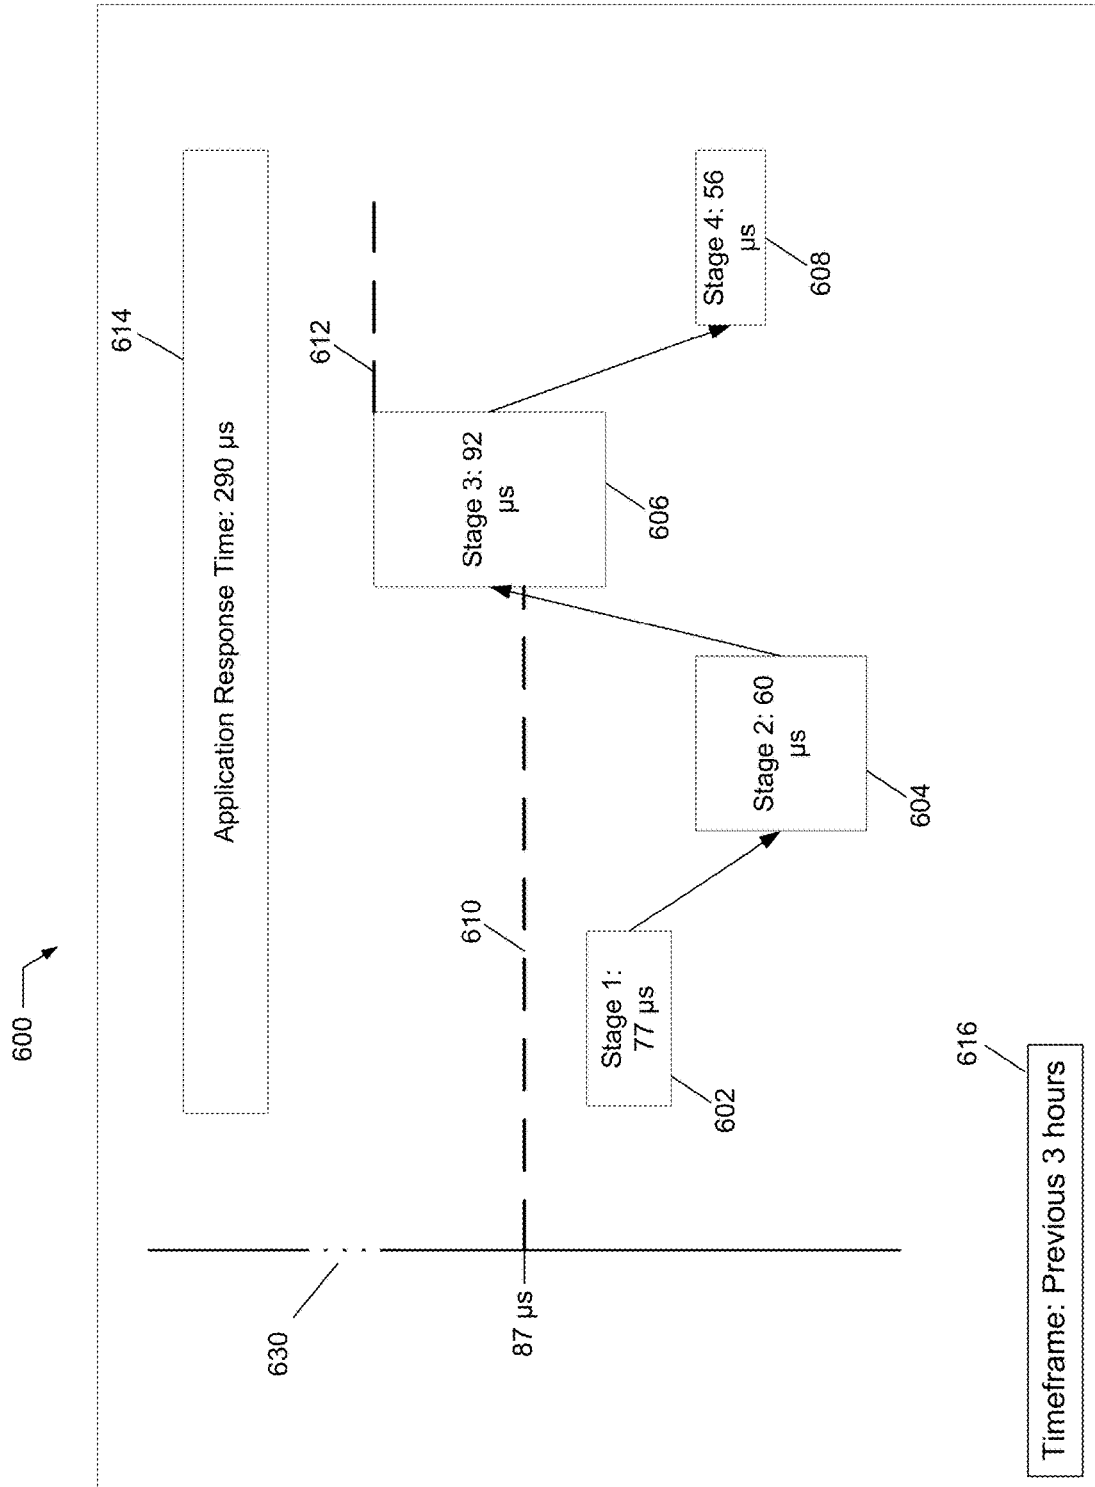 600
614
Application Response Time: 290 µs
612
630
610
87 µs
Stage 1:
77 µs
602
Stage 2: 60
µs
604
Stage 3: 92
µs
606
Stage 4: 56
µs
608
616
Timeframe: Previous 3 hours